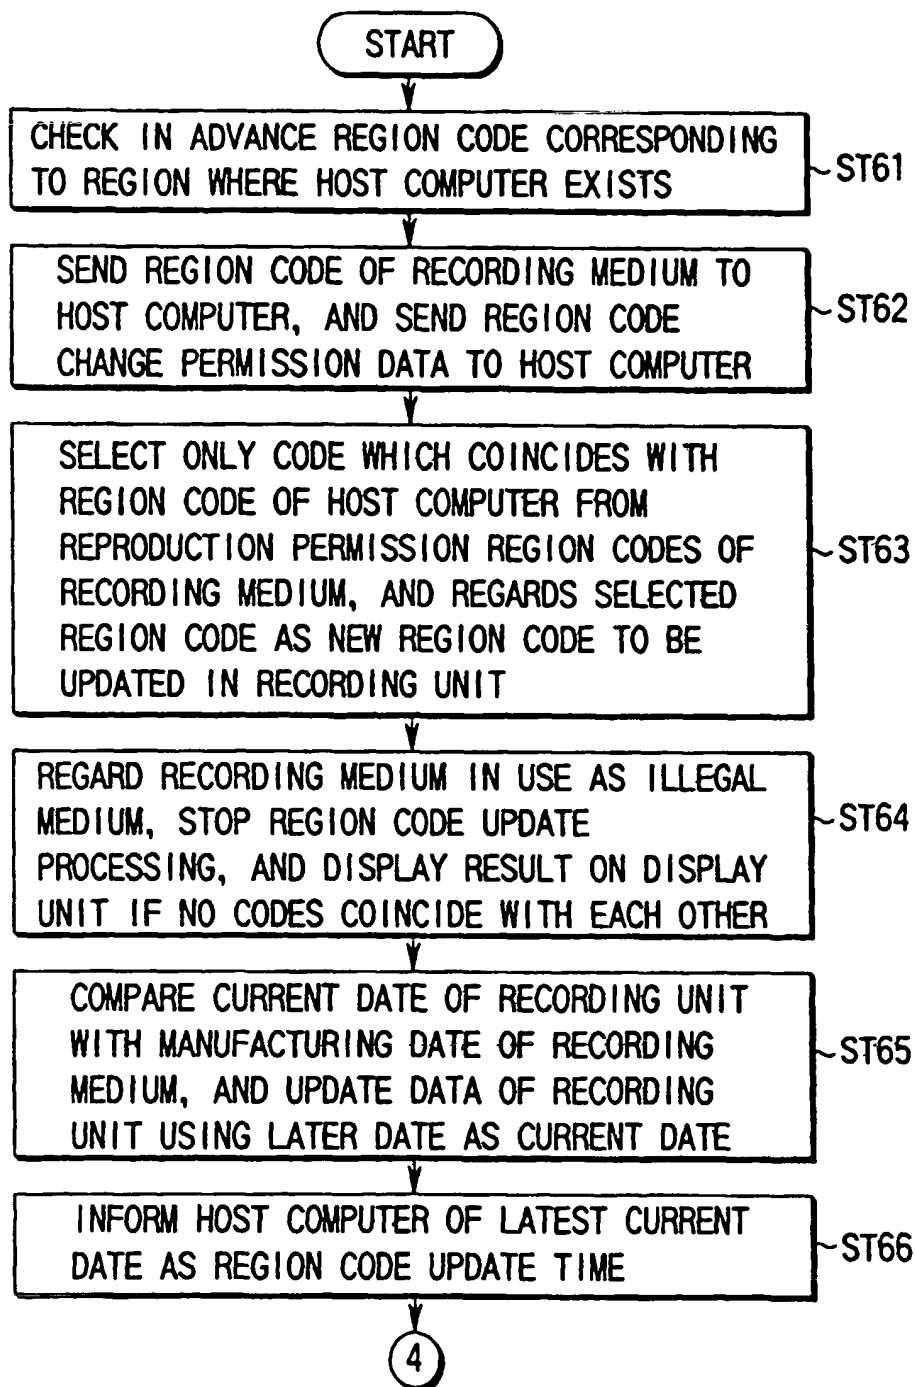 START
CHECK IN ADVANCE REGION CODE CORRESPONDING
TO REGION WHERE HOST COMPUTER EXISTS
ST61
SEND REGION CODE OF RECORDING MEDIUM TO
HOST COMPUTER, AND SEND REGION CODE
CHANGE PERMISSION DATA TO HOST COMPUTER
ST62
SELECT ONLY CODE WHICH COINCIDES WITH
REGION CODE OF HOST COMPUTER FROM
REPRODUCTION PERMISSION REGION CODES OF
RECORDING MEDIUM, AND REGARDS SELECTED
REGION CODE AS NEW REGION CODE TO BE
UPDATED IN RECORDING UNIT
ST63
REGARD RECORDING MEDIUM IN USE AS ILLEGAL
MEDIUM, STOP REGION CODE UPDATE
PROCESSING, AND DISPLAY RESULT ON DISPLAY
UNIT IF NO CODES COINCIDE WITH EACH OTHER
ST64
COMPARE CURRENT DATE OF RECORDING UNIT
WITH MANUFACTURING DATE OF RECORDING
MEDIUM, AND UPDATE DATA OF RECORDING
UNIT USING LATER DATE AS CURRENT DATE
ST65
INFORM HOST COMPUTER OF LATEST CURRENT
DATE AS REGION CODE UPDATE TIME
ST66
4